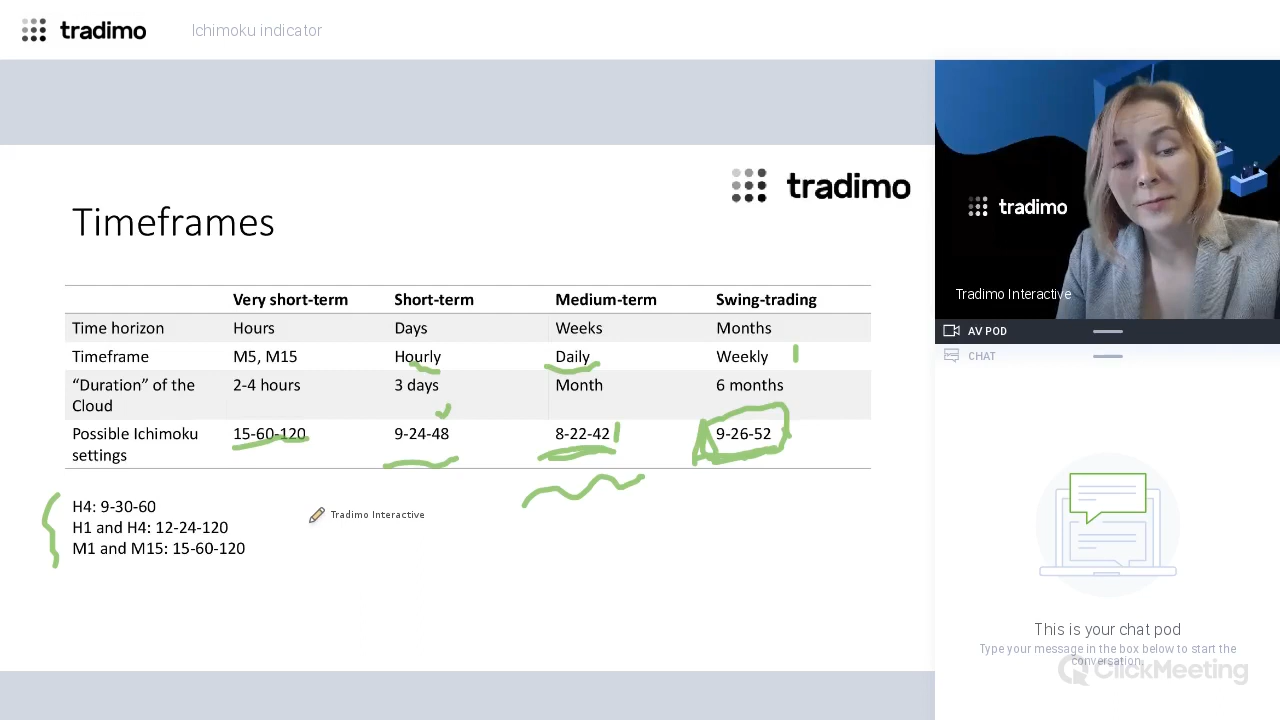 tradimo
Ichimoku indicator
tradimo
Timeframes
Very short-term Short-term Medium-term Swing-trading
Time horizon Hours Days Weeks Months
Timeframe M5, M15 Hourly Daily Weekly
“Duration” of the Cloud 2-4 hours 3 days Month 6 months
Possible Ichimoku settings 15-60-120 9-24-48 8-22-42 9-26-52
H4: 9-30-60
H1 and H4: 12-24-120
M1 and M15: 15-60-120
Tradimo Interactive
tradimo
Tradimo Interactive
AV POD
CHAT
This is your chat pod
Type your message in the box below to start the
conversation.
ClickMeeting